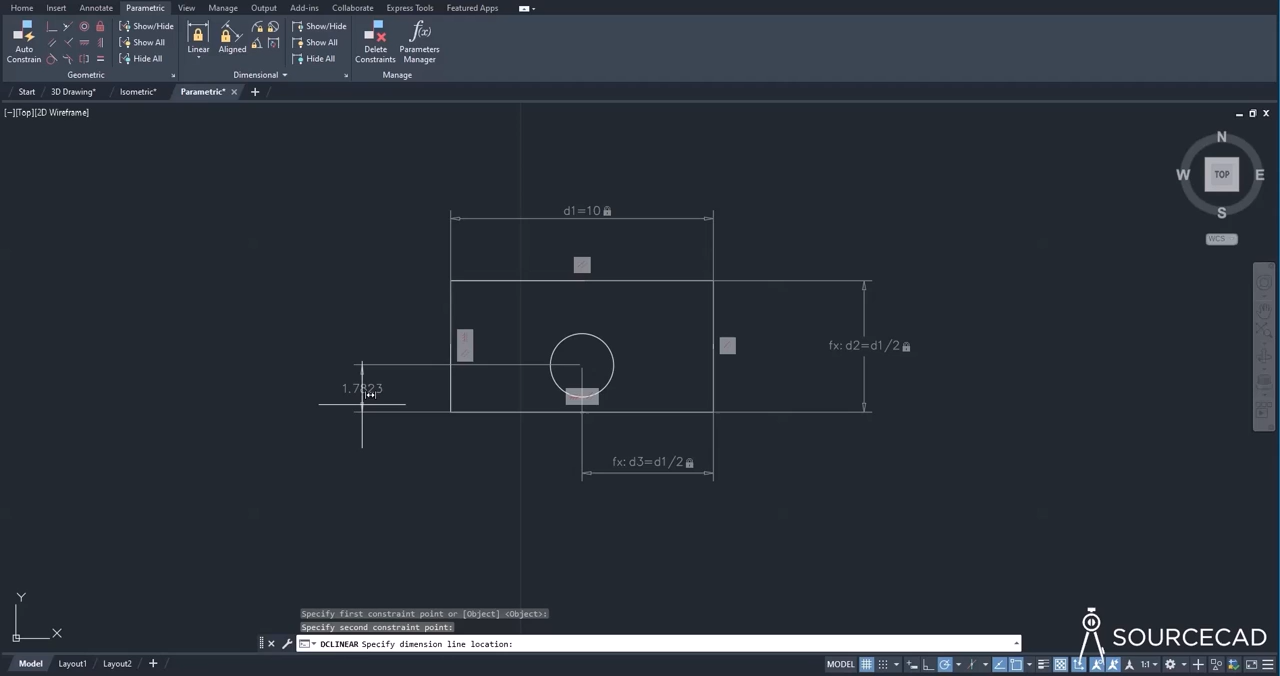 Home Insert Annotate Parametric View Manage Output Add-ins Collaborate Express Tools Featured Apps
Auto Constrain
Show/Hide
Show All
Hide All
Geometric
Linear
Aligned
Show/Hide
Show All
Hide All
Dimensional
Delete Constraints
Parameters Manager
Manage
Start 3D Drawing* Isometric* Parametric*
[−][Top][2D Wireframe]
N
W TOP E
S
WCS
d1=10
fx: d2=d1/2
1.7823
fx: d3=d1/2
Y
X
Specify first constraint point or [Object] <Object>:
Specify second constraint point:
DCLINEAR Specify dimension line location:
SOURCECAD
Model Layout1 Layout2
MODEL 1:1